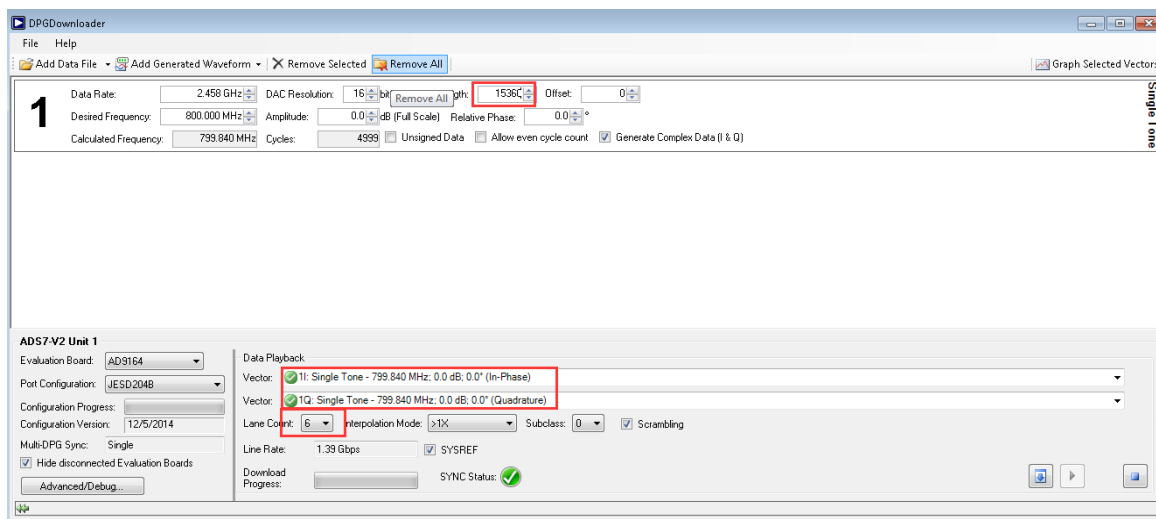 DPGDownloader
File Help
Add Data File Add Generated Waveform Remove Selected Remove All Graph Selected Vectors
1 Data Rate: 2.458 GHz DAC Resolution: 16 bit Remove All gth: 1536 Offset: 0
Desired Frequency: 800.000 MHz Amplitude: 0.0 dB (Full Scale) Relative Phase: 0.0 °
Calculated Frequency: 799.840 MHz Cycles: 4999 Unsigned Data Allow even cycle count Generate Complex Data (I & Q)
Single Tone
ADS7-V2 Unit 1
Evaluation Board: AD9164
Port Configuration: JESD204B
Configuration Progress:
Configuration Version: 12/5/2014
Multi-DPG Sync: Single
Hide disconnected Evaluation Boards
Advanced/Debug...
Data Playback
Vector: 1I: Single Tone - 799.840 MHz; 0.0 dB; 0.0° (In-Phase)
Vector: 1Q: Single Tone - 799.840 MHz; 0.0 dB; 0.0° (Quadrature)
Lane Count: 6 Interpolation Mode: >1X Subclass: 0 Scrambling
Line Rate: 1.39 Gbps SYSREF
Download
Progress: SYNC Status: